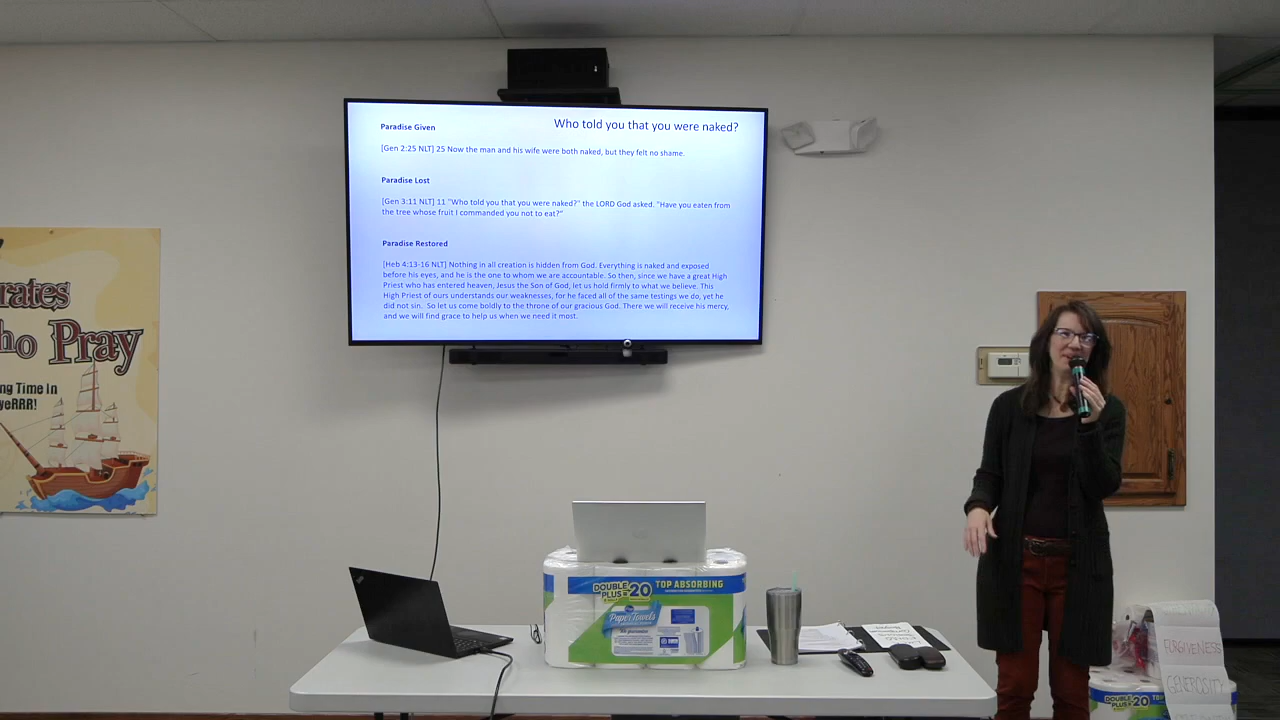 Who told you that you were naked?
Paradise Given
[Gen 2:25 NLT] 25 Now the man and his wife were both naked, but they felt no shame.
Paradise Lost
[Gen 3:11 NLT] 11 "Who told you that you were naked?" the LORD God asked. "Have you eaten from
the tree whose fruit I commanded you not to eat?"
Paradise Restored
[Heb 4:13-16 NLT] Nothing in all creation is hidden from God. Everything is naked and exposed
before his eyes, and he is the one to whom we are accountable. So then, since we have a great High
Priest who has entered heaven, Jesus the Son of God, let us hold firmly to what we believe. This
High Priest of ours understands our weaknesses, for he faced all of the same testings we do, yet he
did not sin. So let us come boldly to the throne of our gracious God. There we will receive his mercy,
and we will find grace to help us when we need it most.
rates
ho Pray
ng Time In
yeRRR!
DOUBLE
PLUS = 20
TOP ABSORBING
PaperTowels
FORGIVENESS
GENEROSITY
DOUBLE
PLUS = 20